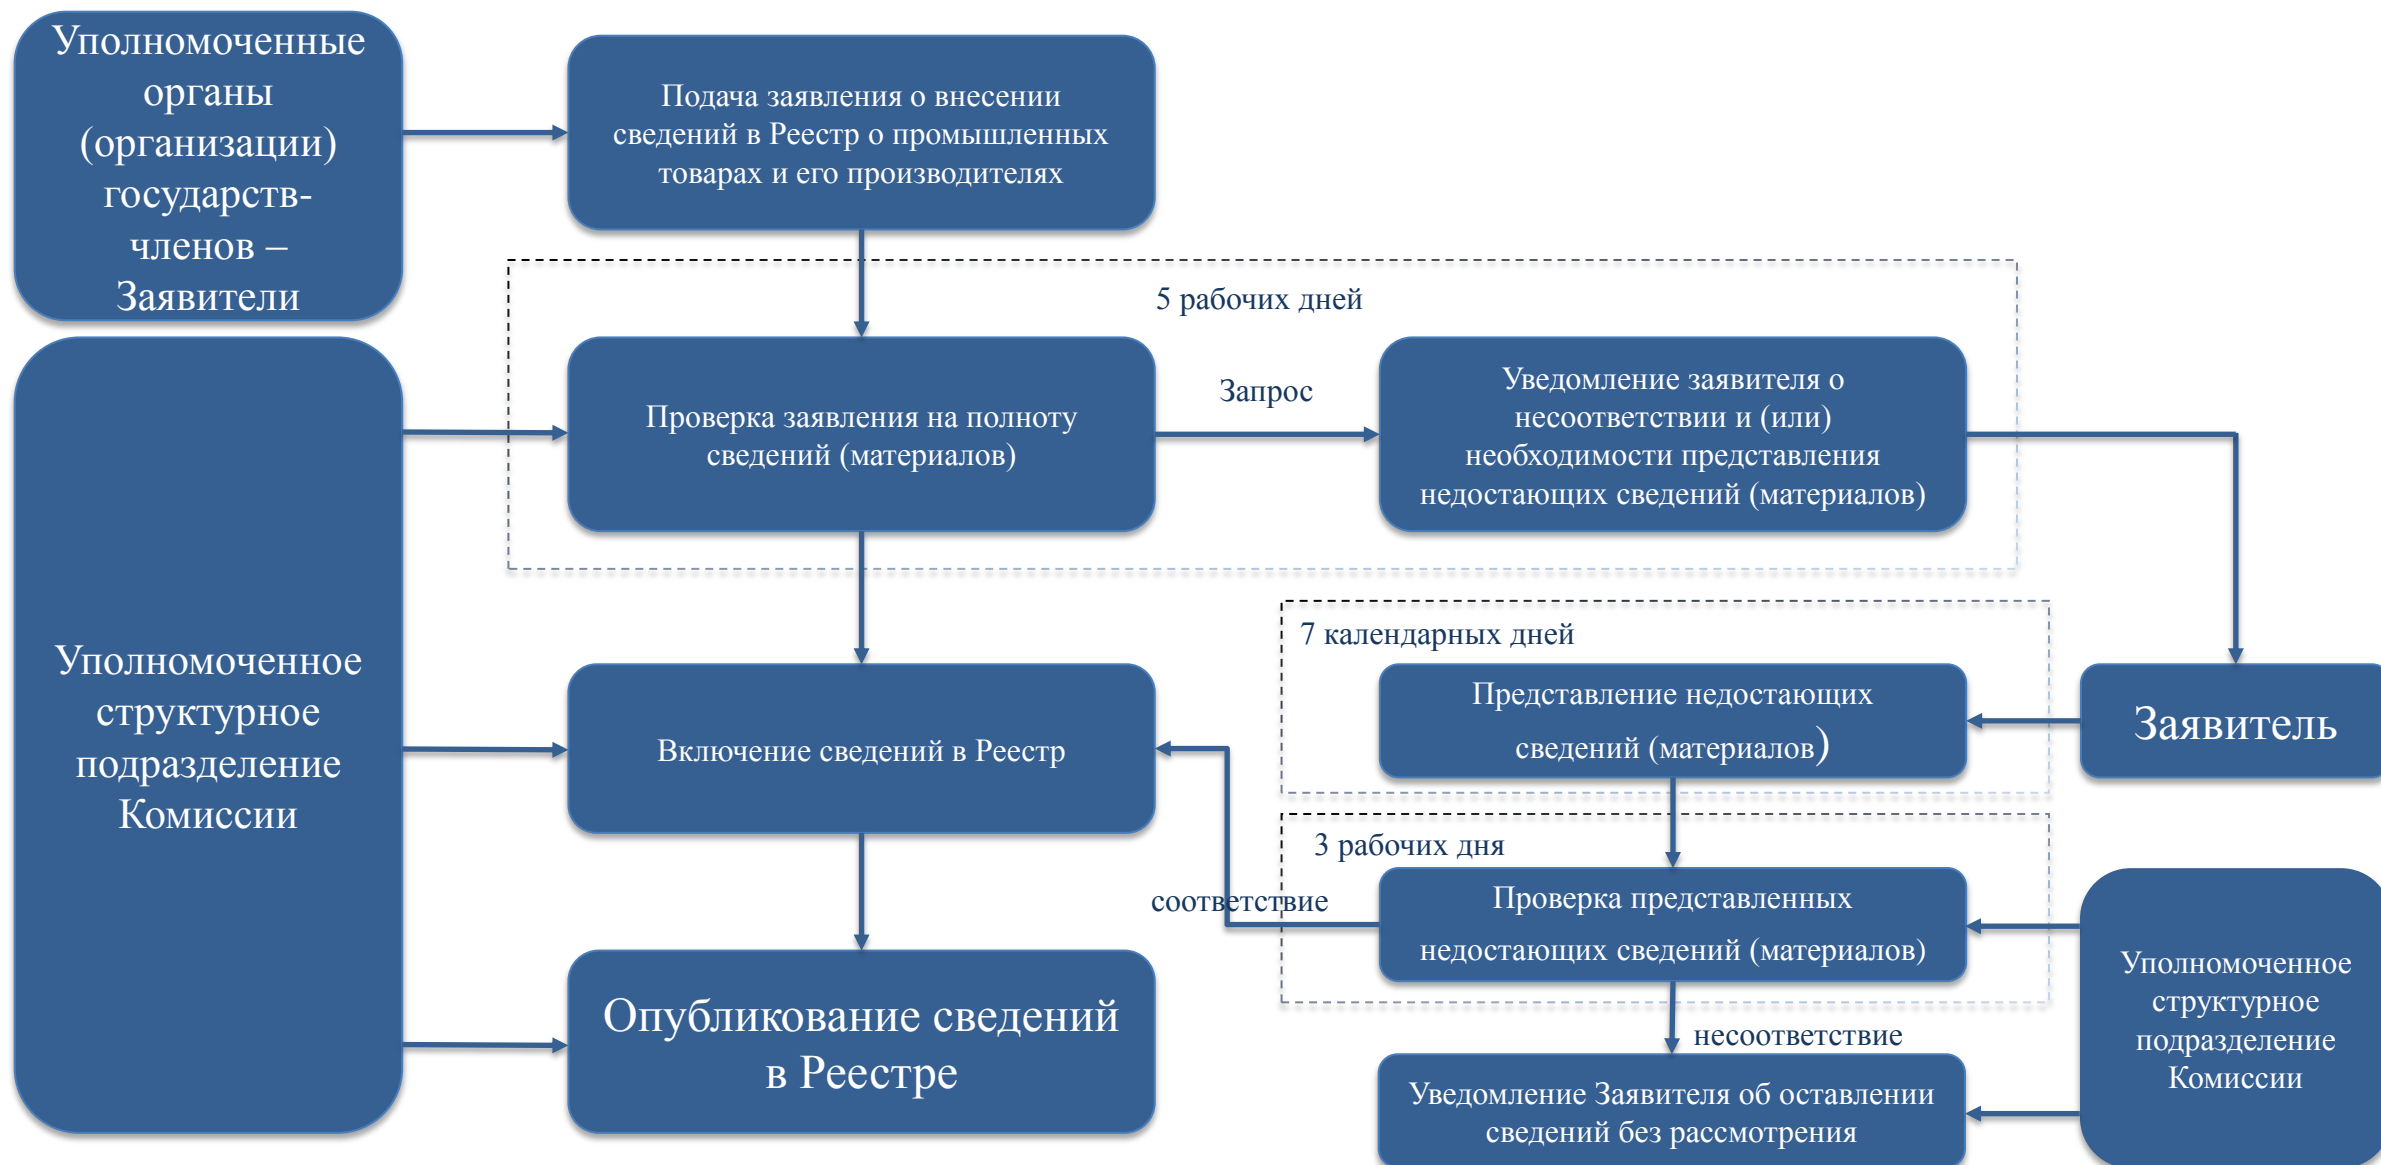 Уполномоченные
органы
(организации)
государств-
членов –
Заявители
Подача заявления о внесении
сведений в Реестр о промышленных
товарах и его производителях
5 рабочих дней
Проверка заявления на полноту
сведений (материалов)
Запрос
Уведомление заявителя о
несоответствии и (или)
необходимости представления
недостающих сведений (материалов)
Уполномоченное
структурное
подразделение
Комиссии
Включение сведений в Реестр
7 календарных дней
Представление недостающих
сведений (материалов)
Заявитель
3 рабочих дня
соответствие
Проверка представленных
недостающих сведений (материалов)
Опубликование сведений
в Реестре
несоответствие
Уведомление Заявителя об оставлении
сведений без рассмотрения
Уполномоченное
структурное
подразделение
Комиссии